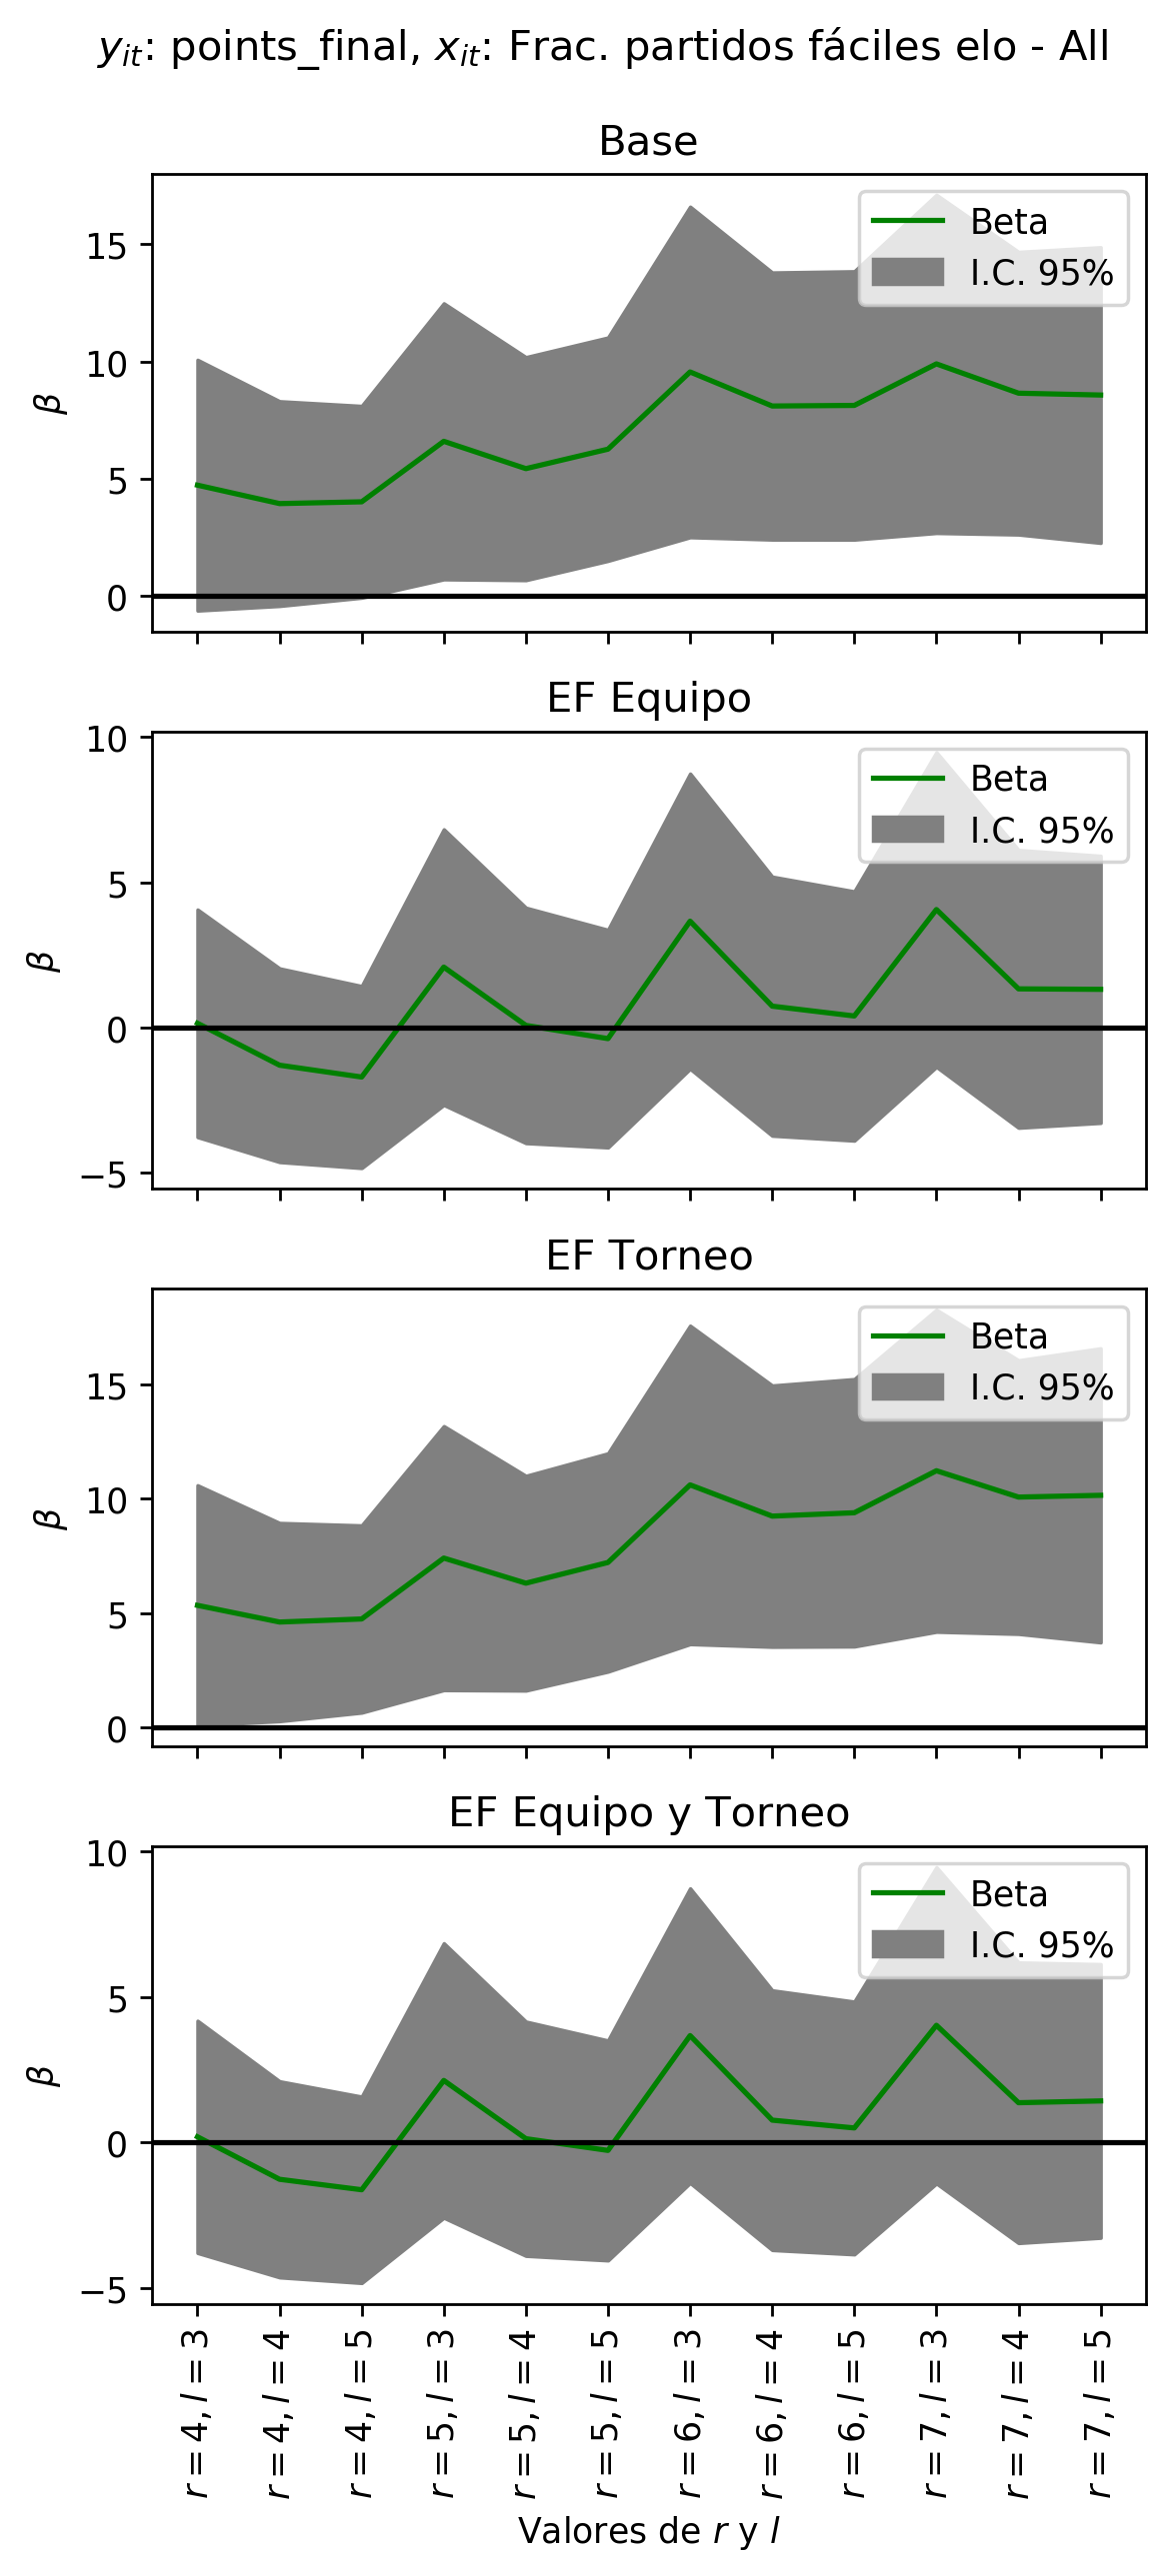 y_it: points_final, x_it: Frac. partidos fáciles elo - All
Base
Beta
I.C. 95%
15
10
5
0
β
EF Equipo
Beta
I.C. 95%
10
5
0
−5
β
EF Torneo
Beta
I.C. 95%
15
10
5
0
β
EF Equipo y Torneo
Beta
I.C. 95%
10
5
0
−5
β
r = 4, l = 3
r = 4, l = 4
r = 4, l = 5
r = 5, l = 3
r = 5, l = 4
r = 5, l = 5
r = 6, l = 3
r = 6, l = 4
r = 6, l = 5
r = 7, l = 3
r = 7, l = 4
r = 7, l = 5
Valores de r y l